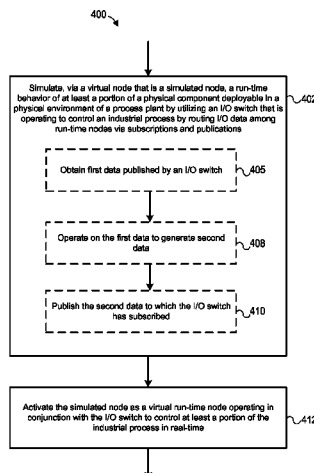 400
Simulate, via a virtual node that is a simulated node, a run-time
behavior of at least a portion of a physical component deployable in a
physical environment of a process plant by utilizing an I/O switch that is
operating to control an industrial process by routing I/O data among
run-time nodes via subscriptions and publications
402
Obtain first data published by an I/O switch
405
Operate on the first data to generate second
data
408
Publish the second data to which the I/O switch
has subscribed
410
Activate the simulated node as a virtual run-time node operating in
conjunction with the I/O switch to control at least a portion of the
industrial process in real-time
412